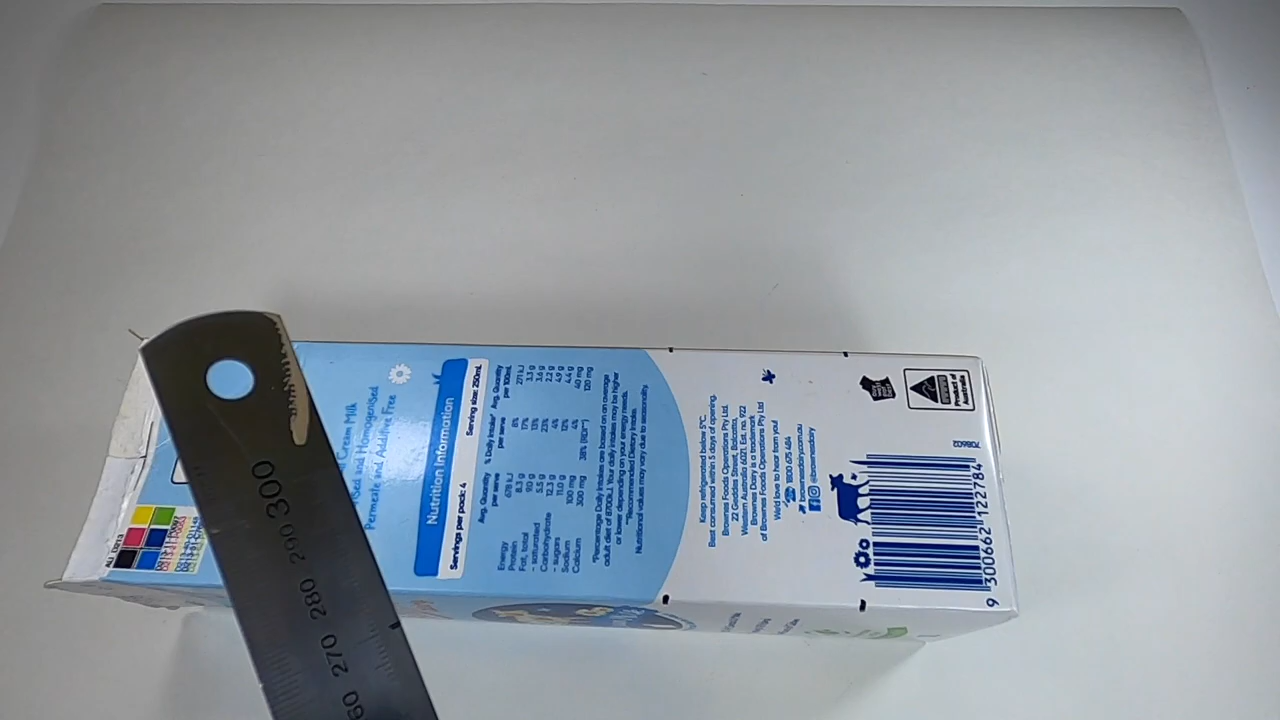 300
290
280
270
60
ised and Homogenised
Permeate and Additive Free
Nutrition Information
Servings per pack: 4 Serving size: 250mL
Avg. Quantity per serve % Daily Intake* per serve Avg. Quantity per 100mL
Energy 678 kJ 8% 271 kJ
Protein 8.3 g 17% 3.3 g
Fat, total 9.0 g 13% 3.6 g
- saturated 5.5 g 23% 2.2 g
Carbohydrate 12.3 g 4% 4.9 g
- sugars 11.0 g 12% 4.4 g
Sodium 100 mg 4% 40 mg
Calcium 300 mg 38% (RDI**) 120 mg
*Percentage Daily Intakes are based on an average
adult diet of 8700kJ. Your daily intakes may be higher
or lower depending on your energy needs.
**Recommended Dietary Intake.
Nutritional values may vary due to seasonality.
Keep refrigerated below 5°C.
Best consumed within 5 days of opening.
Brownes Foods Operations Pty Ltd.
22 Geddes Street, Balcatta,
Western Australia 6021. Est. no. 922
Brownes Dairy is a trademark
of Brownes Foods Operations Pty Ltd
We'd love to hear from you!
1800 675 484
brownesdairy.com.au
@brownesdairy
Product of
Australia
708602
9 300662 122784